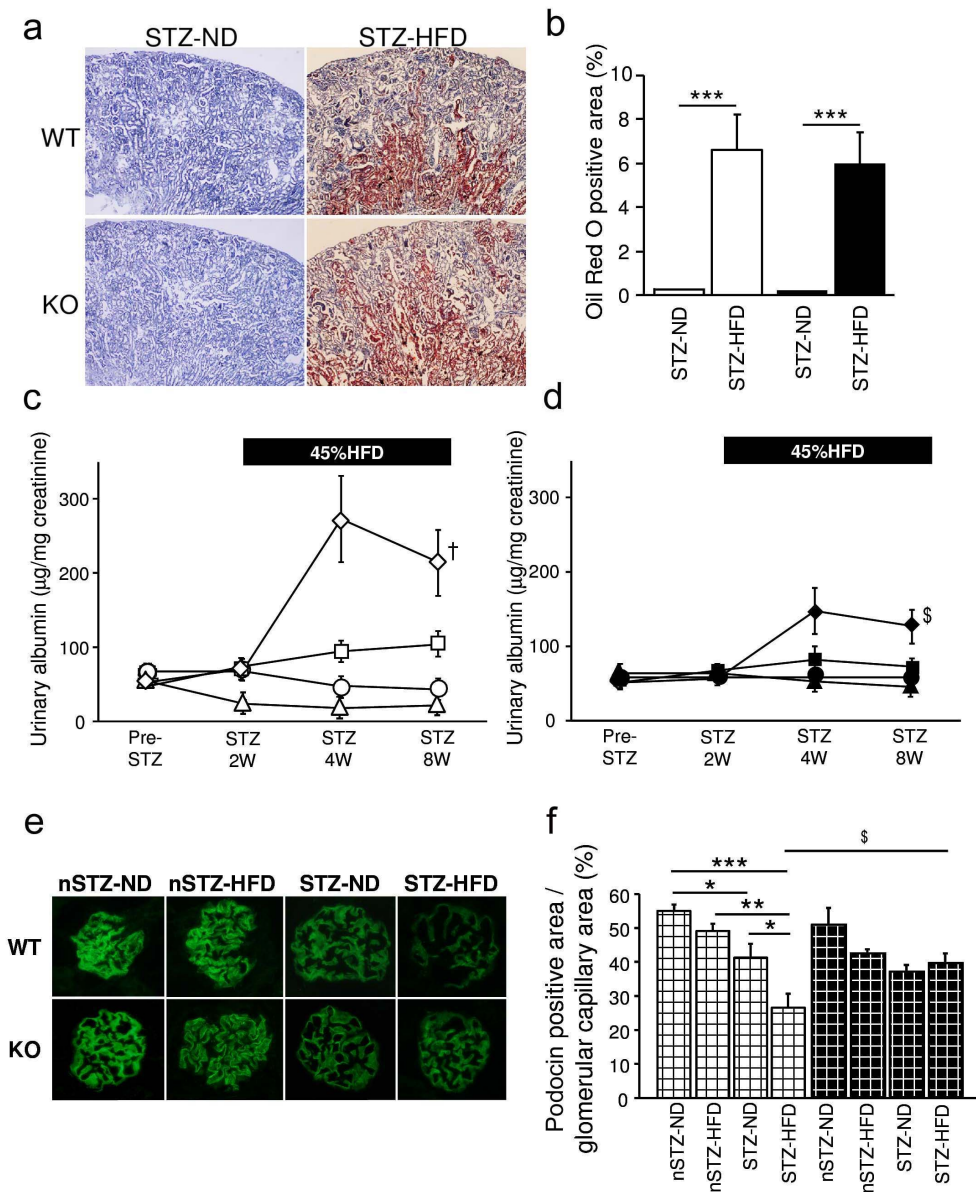 a
STZ-ND STZ-HFD
WT
KO
b
Oil Red O positive area (%)
10
8
6
4
2
0
*** ***
STZ-ND
STZ-HFD
STZ-ND
STZ-HFD
c
Urinary albumin (µg/mg creatinine)
45%HFD
300
200
100
0
†
Pre-STZ
STZ 2W
STZ 4W
STZ 8W
d
Urinary albumin (µg/mg creatinine)
45%HFD
300
200
100
0
$
Pre-STZ
STZ 2W
STZ 4W
STZ 8W
e
nSTZ-ND nSTZ-HFD STZ-ND STZ-HFD
WT
KO
f
Podocin positive area /
glomerular capillary area (%)
60
50
40
30
20
10
0
$
***
*
**
*
nSTZ-ND
nSTZ-HFD
STZ-ND
STZ-HFD
nSTZ-ND
nSTZ-HFD
STZ-ND
STZ-HFD